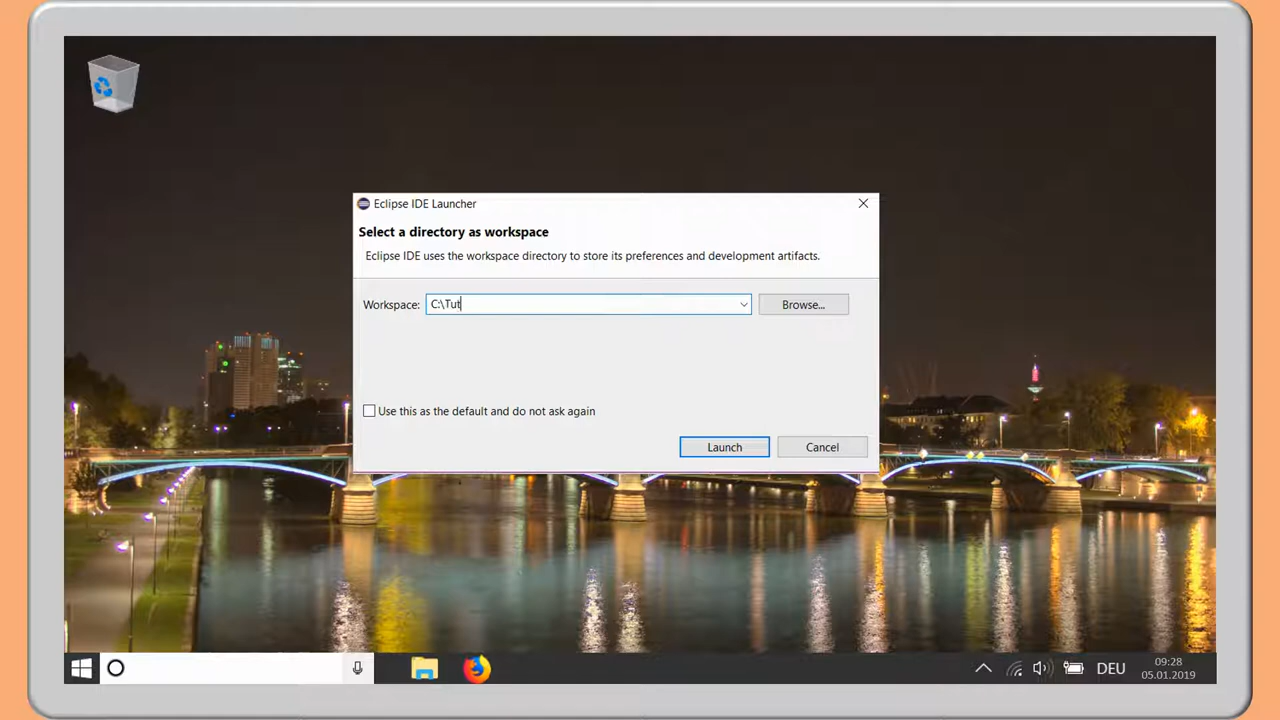 Eclipse IDE Launcher
Select a directory as workspace
Eclipse IDE uses the workspace directory to store its preferences and development artifacts.
Workspace: C:\Tut Browse...
Use this as the default and do not ask again
Launch Cancel
DEU 09:28
05.01.2019